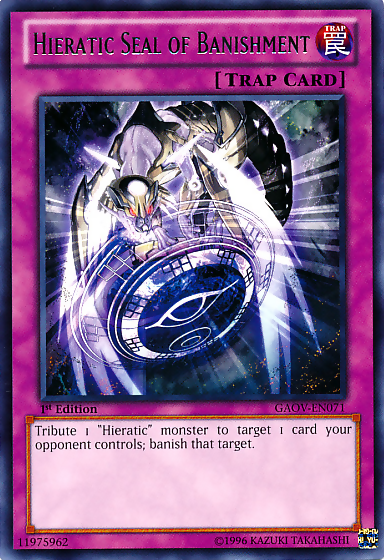 Hieratic Seal of Banishment
TRAP
罠
[Trap Card]
1st Edition
GAOV-EN071
Tribute 1 "Hieratic" monster to target 1 card your
opponent controls; banish that target.
11975962
©1996 KAZUKI TAKAHASHI